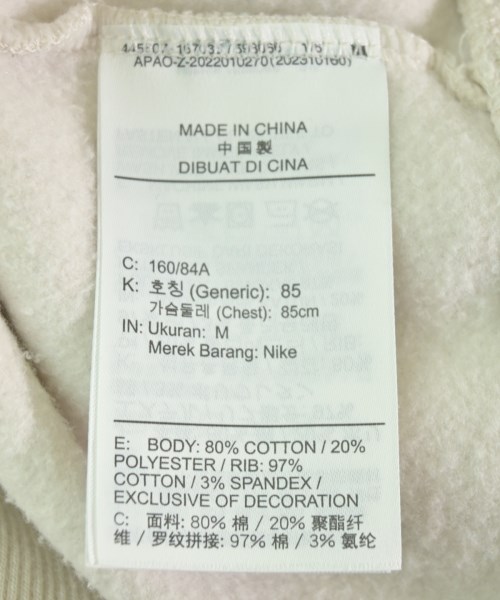 APAO-Z-2022010270(202310160)
MADE IN CHINA
中国製
DIBUAT DI CINA
C: 160/84A
K: 호칭 (Generic): 85
가슴둘레 (Chest): 85cm
IN: Ukuran: M
Merek Barang: Nike
E: BODY: 80% COTTON / 20%
POLYESTER / RIB: 97%
COTTON / 3% SPANDEX /
EXCLUSIVE OF DECORATION
C: 面料: 80% 棉 / 20% 聚酯纤
维 / 罗纹拼接: 97% 棉 / 3% 氨纶